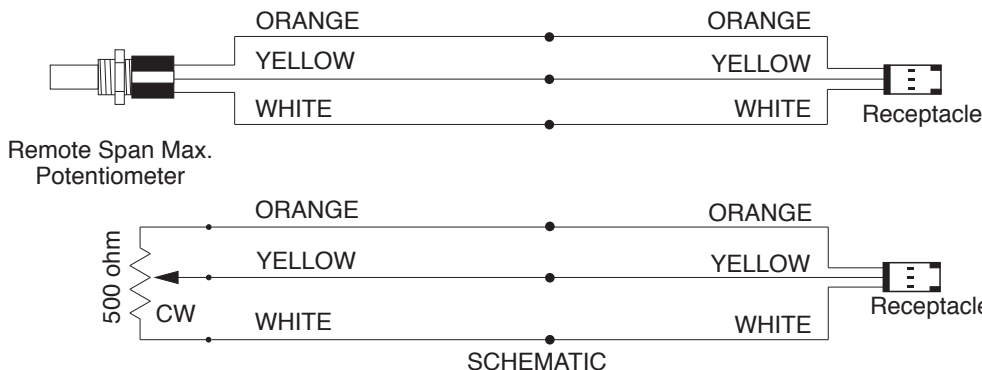 ORANGE ORANGE
YELLOW YELLOW
WHITE WHITE
Receptacle
Remote Span Max.
Potentiometer
ORANGE ORANGE
500 ohm
YELLOW YELLOW
CW
WHITE WHITE
Receptacle
SCHEMATIC